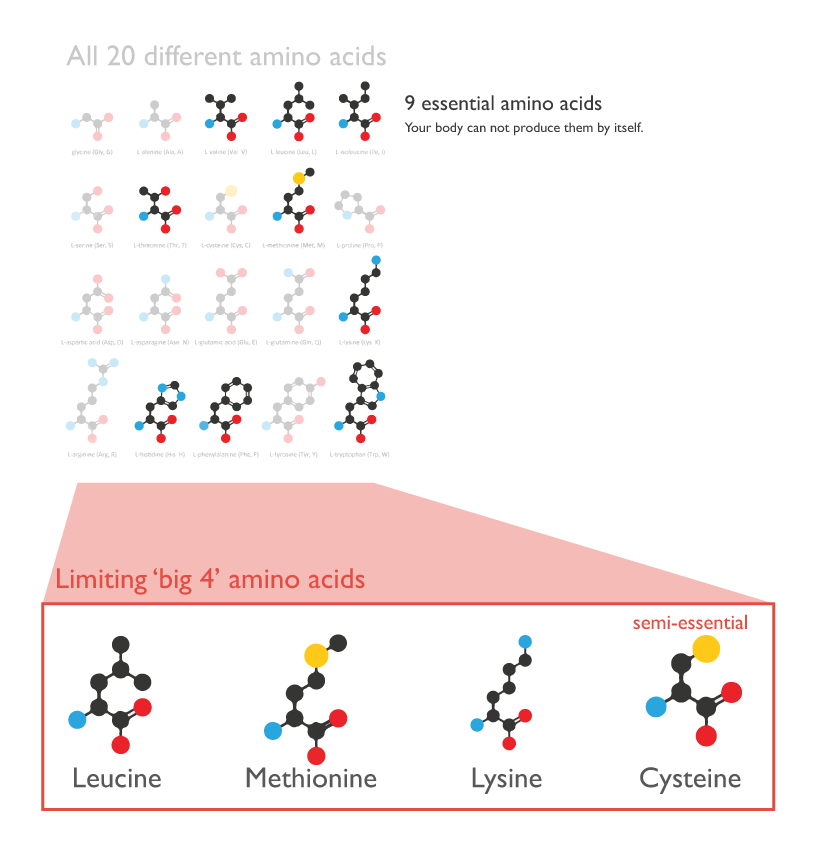 All 20 different amino acids
9 essential amino acids
Your body can not produce them by itself.
glycine (Gly, G)
L-alanine (Ala, A)
L-valine (Val, V)
L-leucine (Leu, L)
L-isoleucine (Ile, I)
L-serine (Ser, S)
L-threonine (Thr, T)
L-cysteine (Cys, C)
L-methionine (Met, M)
L-proline (Pro, P)
L-aspartic acid (Asp, D)
L-asparagine (Asn, N)
L-glutamic acid (Glu, E)
L-glutamine (Gln, Q)
L-lysine (Lys, K)
L-arginine (Arg, R)
L-histidine (His, H)
L-phenylalanine (Phe, F)
L-tyrosine (Tyr, Y)
L-tryptophan (Trp, W)
Limiting ‘big 4’ amino acids
semi-essential
Leucine
Methionine
Lysine
Cysteine